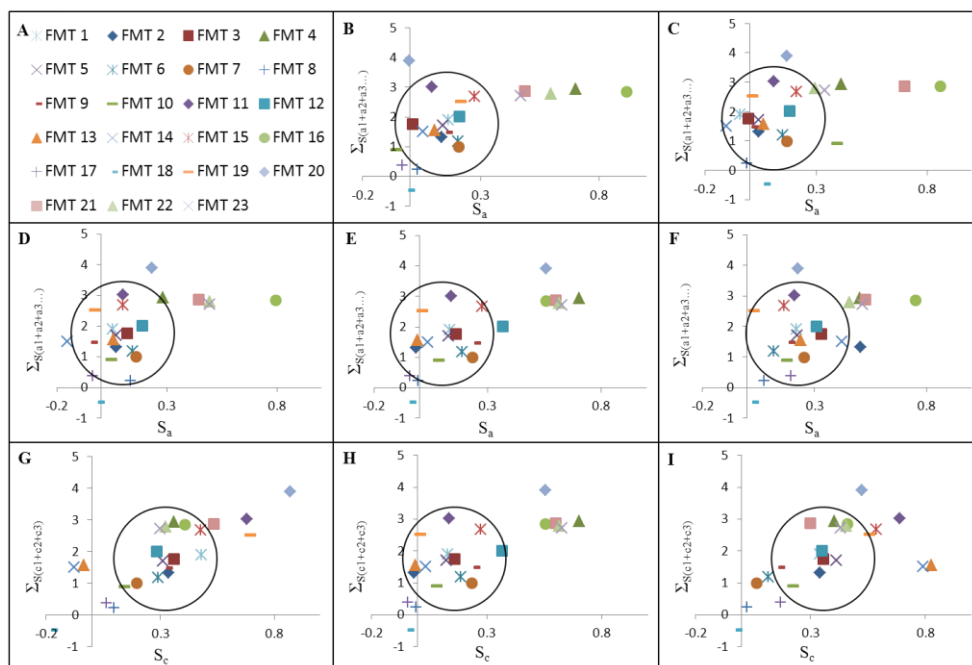 A FMT 1 FMT 2 FMT 3 FMT 4
FMT 5 FMT 6 FMT 7 FMT 8
FMT 9 FMT 10 FMT 11 FMT 12
FMT 13 FMT 14 FMT 15 FMT 16
FMT 17 FMT 18 FMT 19 FMT 20
FMT 21 FMT 22 FMT 23
B
5
4
3
2
1
0
-1
-0.2 0.3 0.8
Σ S(a1+a2+a3...)
Sa
C
5
4
3
2
1
0
-1
-0.2 0.3 0.8
Σ S(a1+a2+a3...)
Sa
D
5
4
3
2
1
0
-1
-0.2 0.3 0.8
Σ S(a1+a2+a3...)
Sa
E
5
4
3
2
1
0
-1
-0.2 0.3 0.8
Σ S(a1+a2+a3...)
Sa
F
5
4
3
2
1
0
-1
-0.2 0.3 0.8
Σ S(a1+a2+a3...)
Sa
G
5
4
3
2
1
0
-1
-0.2 0.3 0.8
Σ S(c1+c2+c3)
Sc
H
5
4
3
2
1
0
-1
-0.2 0.3 0.8
Σ S(c1+c2+c3)
Sc
I
5
4
3
2
1
0
-1
-0.2 0.3 0.8
Σ S(c1+c2+c3)
Sc